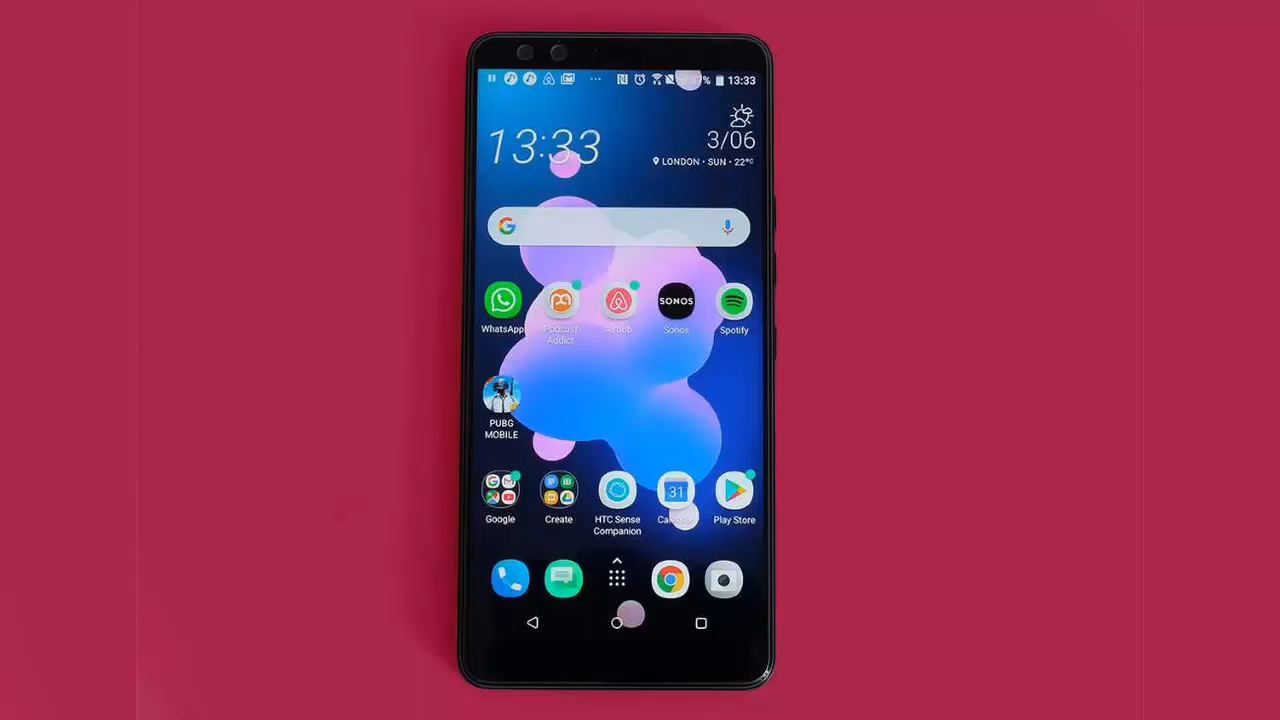 13:33
13:33
3/06
LONDON • SUN • 22°C
WhatsApp
Podcast
Addict
Airbnb
SONOS
Sonos
Spotify
PUBG
MOBILE
Google
Create
HTC Sense
Companion
31
Calendar
Play Store